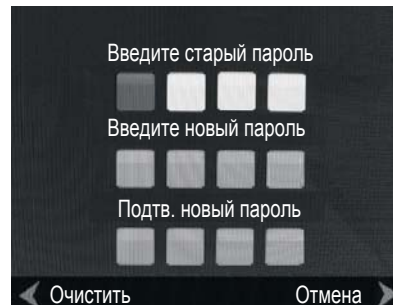 Введите старый пароль
Введите новый пароль
Подтв. новый пароль
Очистить Отмена